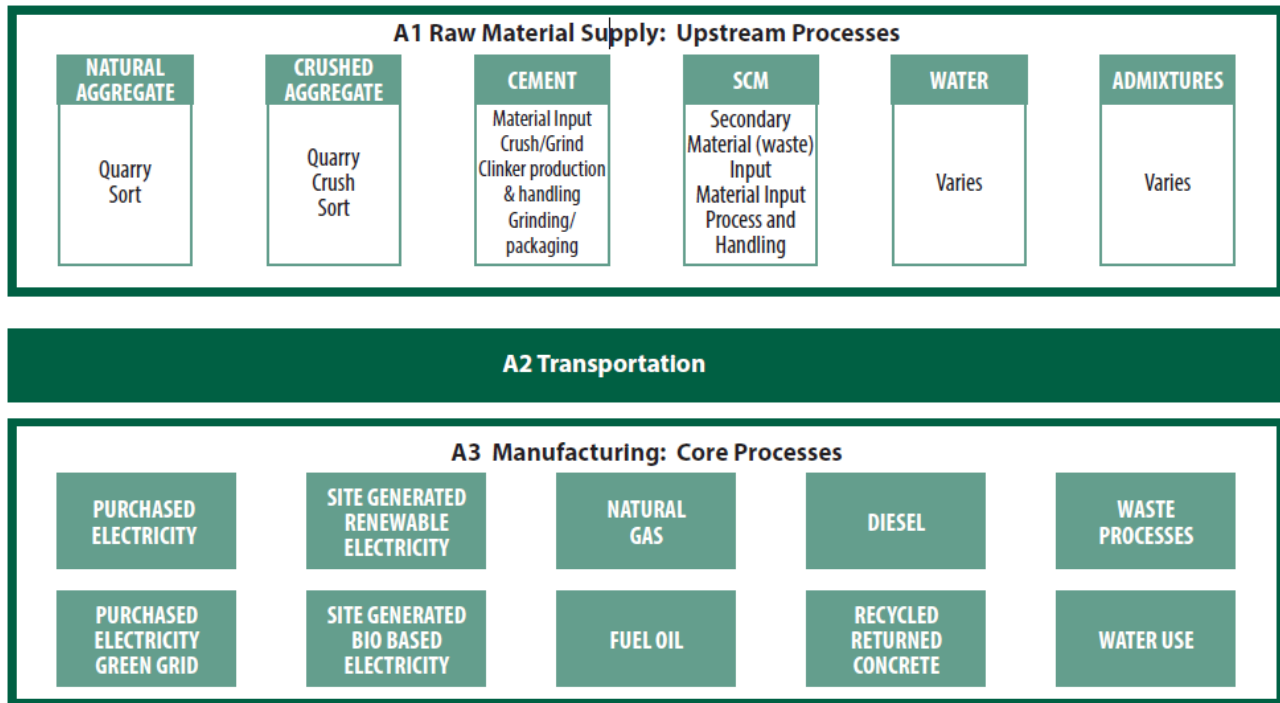 A1 Raw Material Supply: Upstream Processes
NATURAL
AGGREGATE
Quarry
Sort
CRUSHED
AGGREGATE
Quarry
Crush
Sort
CEMENT
Material Input
Crush/Grind
Clinker production
& handling
Grinding/
packaging
SCM
Secondary
Material (waste)
Input
Material Input
Process and
Handling
WATER
Varies
ADMIXTURES
Varies
A2 Transportation
A3 Manufacturing: Core Processes
PURCHASED
ELECTRICITY
SITE GENERATED
RENEWABLE
ELECTRICITY
NATURAL
GAS
DIESEL
WASTE
PROCESSES
PURCHASED
ELECTRICITY
GREEN GRID
SITE GENERATED
BIO BASED
ELECTRICITY
FUEL OIL
RECYCLED
RETURNED
CONCRETE
WATER USE